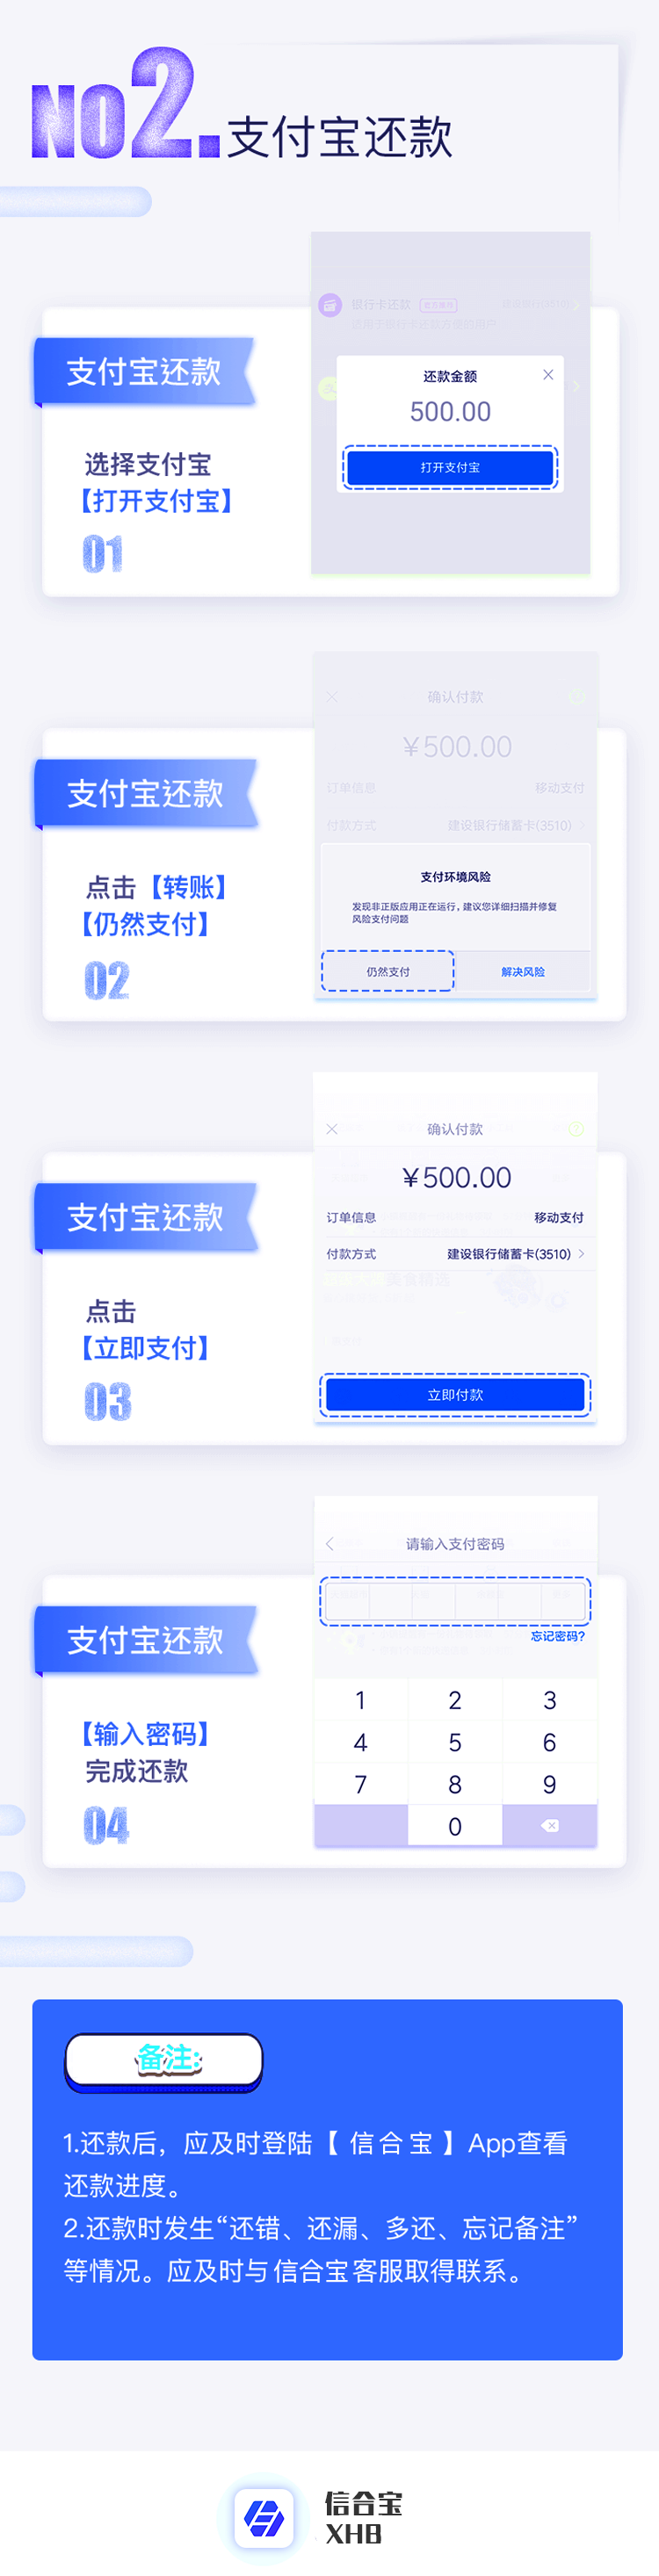 NO2.支付宝还款
银行卡还款
支付宝还款
选择支付宝
【打开支付宝】
01
还款金额
500.00
打开支付宝
确认付款
¥500.00
订单信息 移动支付
付款方式 建设银行储蓄卡(3510)
支付宝还款
点击【转账】
【仍然支付】
02
支付环境风险
发现非正版应用正在运行，建议您详细扫描并修复
风险支付问题
仍然支付 解决风险
确认付款
¥500.00
订单信息 移动支付
付款方式 建设银行储蓄卡(3510)
支付宝还款
点击
【立即支付】
03
立即付款
请输入支付密码
忘记密码?
支付宝还款
【输入密码】
完成还款
04
1 2 3
4 5 6
7 8 9
0
备注:
1.还款后，应及时登陆【 信合宝 】App查看
还款进度。
2.还款时发生“还错、还漏、多还、忘记备注”
等情况。应及时与信合宝客服取得联系。
信合宝
XHB